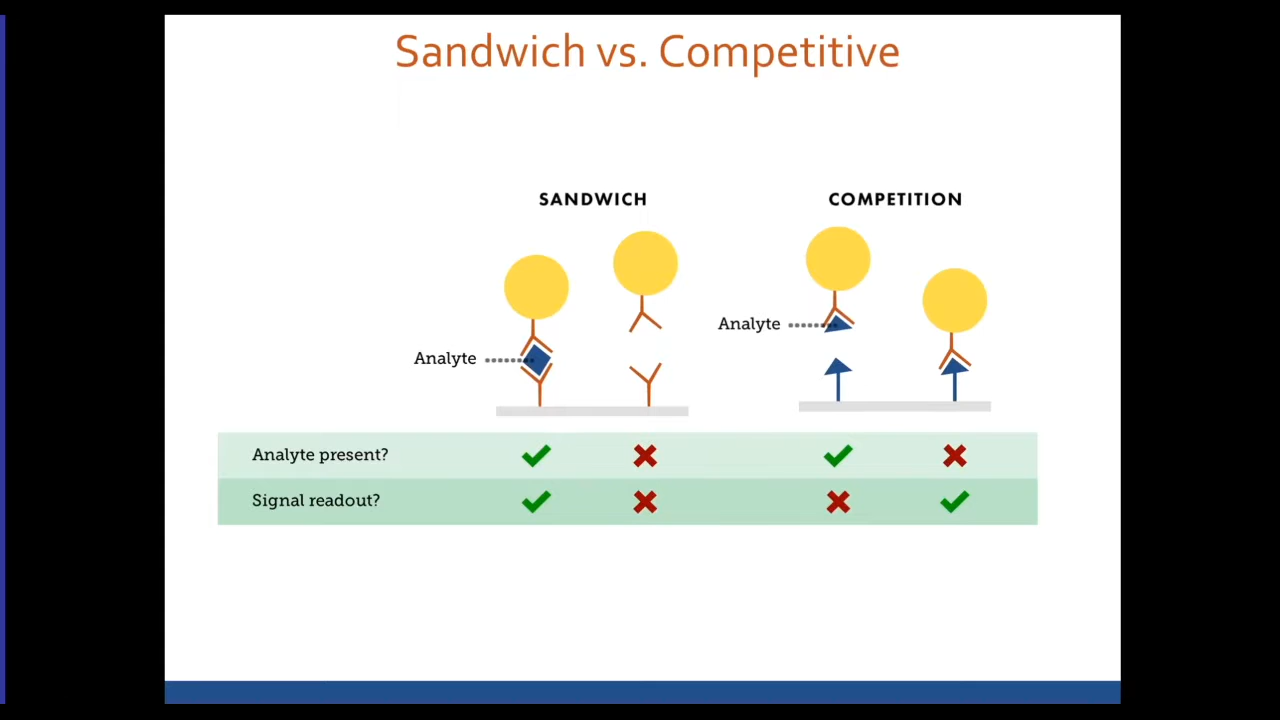 Sandwich vs. Competitive
SANDWICH
COMPETITION
Analyte
Analyte
Analyte present?
Signal readout?